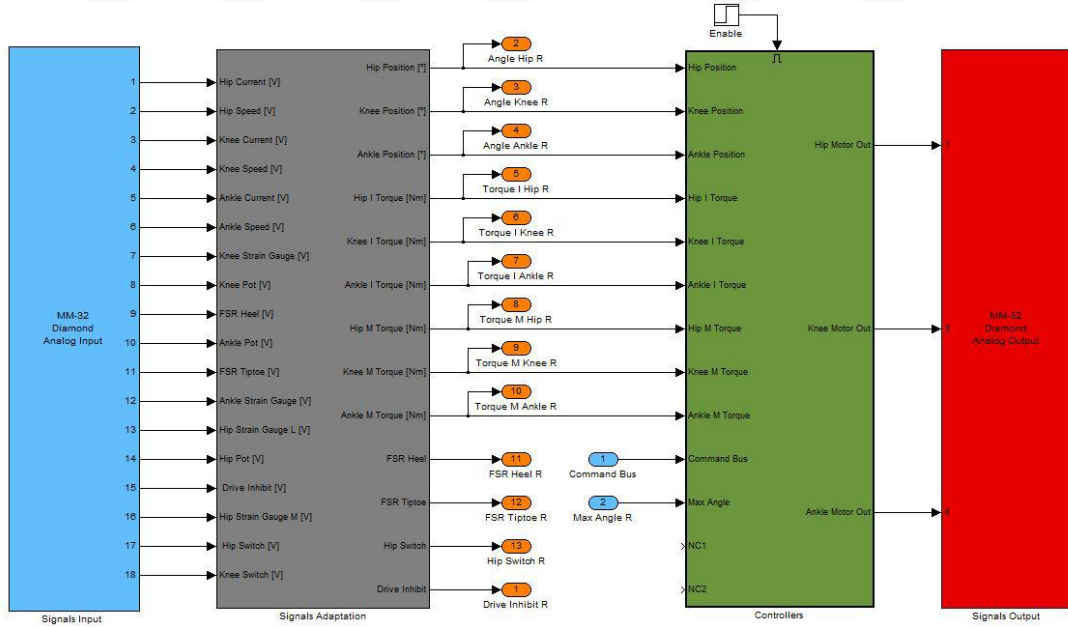 Enable
MM-32
Diamond
Analog Input
1
2
3
4
5
6
7
8
9
10
11
12
13
14
15
16
17
18
Signals Input
Hip Current [V]
Hip Speed [V]
Knee Current [V]
Knee Speed [V]
Ankle Current [V]
Ankle Speed [V]
Knee Strain Gauge [V]
Knee Pot [V]
FSR Heel [V]
Ankle Pot [V]
FSR Tiptoe [V]
Ankle Strain Gauge [V]
Hip Strain Gauge L [V]
Hip Pot [V]
Drive Inhibit [V]
Hip Strain Gauge M [V]
Hip Switch [V]
Knee Switch [V]
Hip Position [°]
Knee Position [°]
Ankle Position [°]
Hip I Torque [Nm]
Knee I Torque [Nm]
Ankle I Torque [Nm]
Hip M Torque [Nm]
Knee M Torque [Nm]
Ankle M Torque [Nm]
FSR Heel
FSR Tiptoe
Hip Switch
Drive Inhibit
Signals Adaptation
2
Angle Hip R
3
Angle Knee R
4
Angle Ankle R
5
Torque I Hip R
6
Torque I Knee R
7
Torque I Ankle R
8
Torque M Hip R
9
Torque M Knee R
10
Torque M Ankle R
11
FSR Heel R
12
FSR Tiptoe R
13
Hip Switch R
1
Drive Inhibit R
1
Command Bus
2
Max Angle R
Hip Position
Knee Position
Ankle Position
Hip I Torque
Knee I Torque
Ankle I Torque
Hip M Torque
Knee M Torque
Ankle M Torque
Command Bus
Max Angle
NC1
NC2
Hip Motor Out
Knee Motor Out
Ankle Motor Out
Controllers
MM-32
Diamond
Analog Output
Signals Output